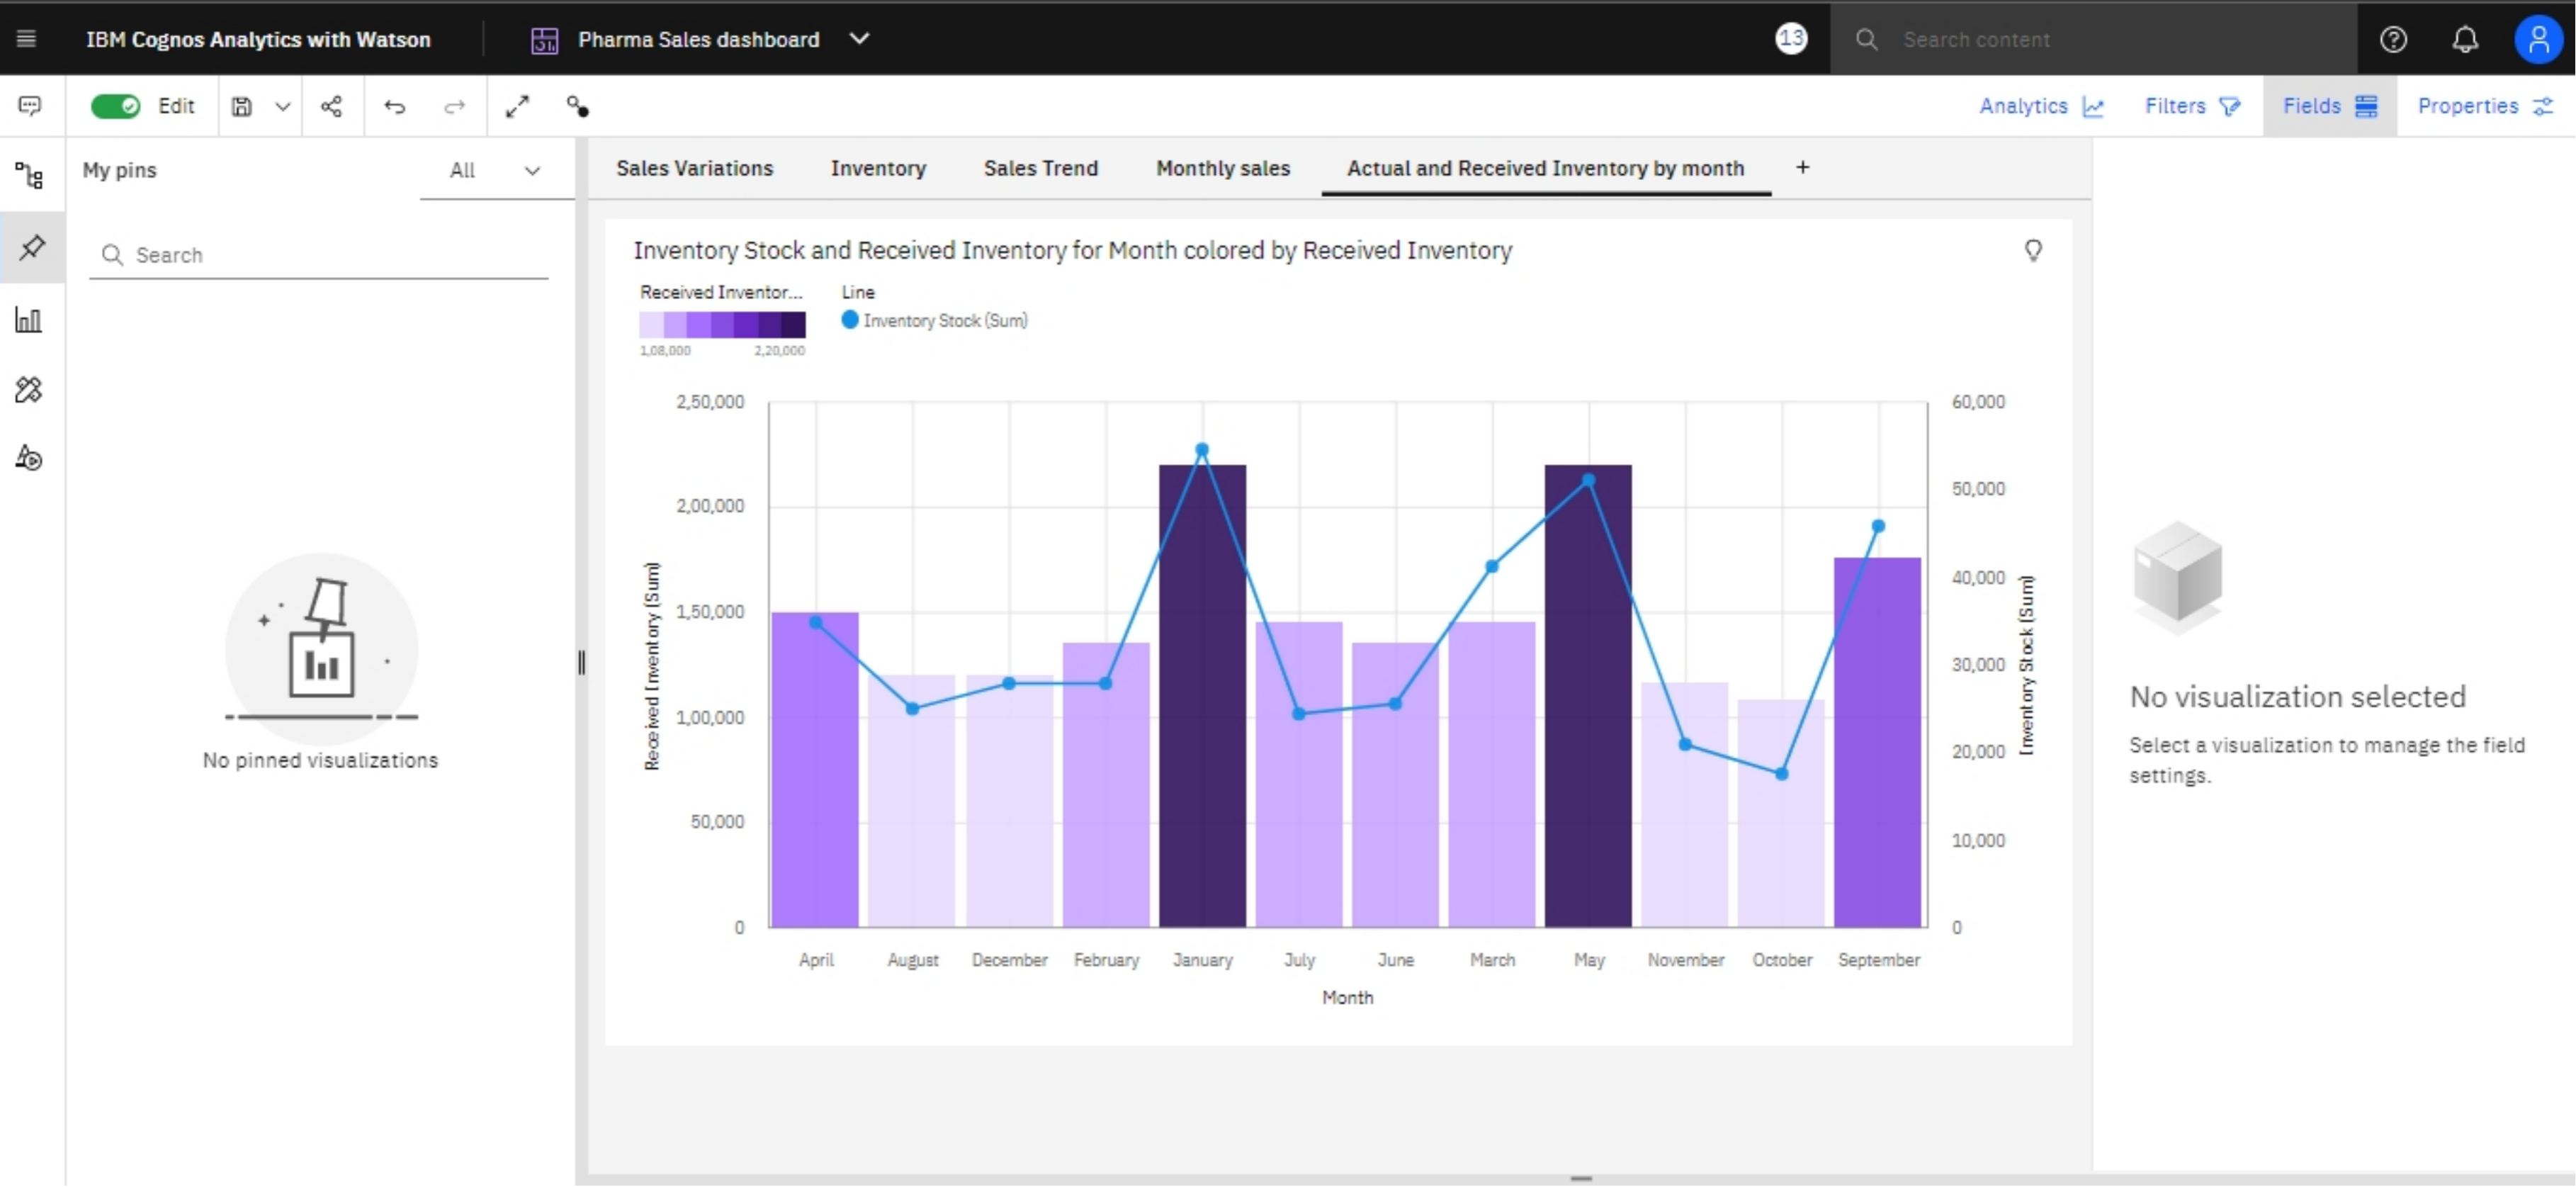 IBM Cognos Analytics with Watson
Pharma Sales dashboard
13
Search content
Edit
Analytics
Filters
Fields
Properties
My pins
All
Search
No pinned visualizations
Sales Variations
Inventory
Sales Trend
Monthly sales
Actual and Received Inventory by month
+
Inventory Stock and Received Inventory for Month colored by Received Inventory
Received Inventor...
1,08,000
2,20,000
Line
Inventory Stock (Sum)
Received Inventory (Sum)
2,50,000
2,00,000
1,50,000
1,00,000
50,000
0
60,000
50,000
40,000
30,000
20,000
10,000
0
Inventory Stock (Sum)
April
August
December
February
January
July
June
March
May
November
October
September
Month
No visualization selected
Select a visualization to manage the field
settings.